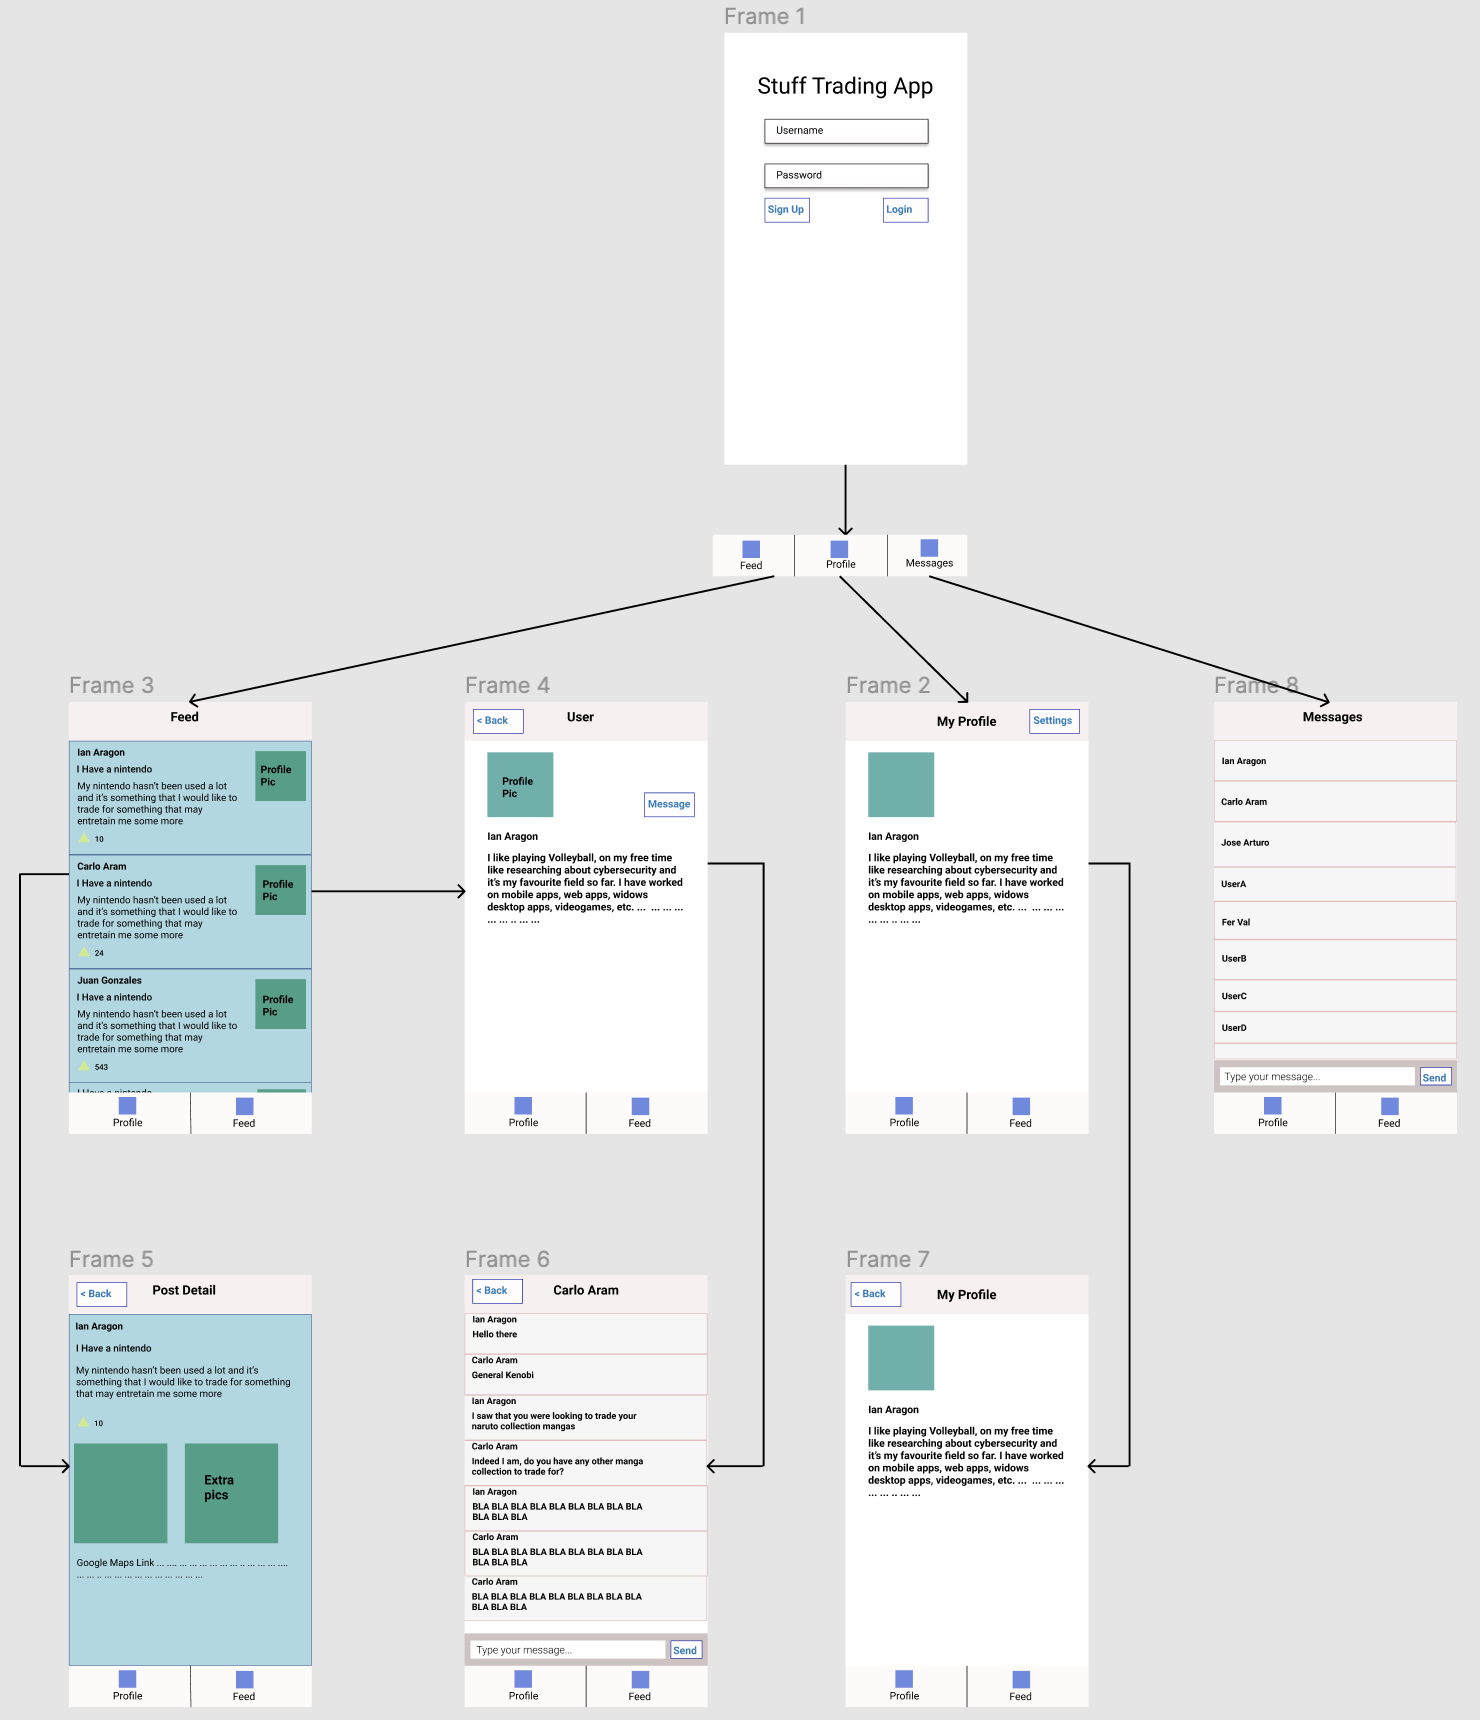 Frame 1
Stuff Trading App
Username
Password
Sign Up
Login
Feed
Profile
Messages
Frame 3
Feed
Ian Aragon
I Have a nintendo
My nintendo hasn't been used a lot
and it's something that I would like to
trade for something that may
entretain me some more
10
Profile
Pic
Carlo Aram
I Have a nintendo
My nintendo hasn't been used a lot
and it's something that I would like to
trade for something that may
entretain me some more
24
Profile
Pic
Juan Gonzales
I Have a nintendo
My nintendo hasn't been used a lot
and it's something that I would like to
trade for something that may
entretain me some more
543
Profile
Pic
I Have a nintendo
Profile
Feed
Frame 4
< Back
User
Profile
Pic
Message
Ian Aragon
I like playing Volleyball, on my free time
like researching about cybersecurity and
it's my favourite field so far. I have worked
on mobile apps, web apps, widows
desktop apps, videogames, etc. ... ... ... ...
... ... .. ... ...
Profile
Feed
Frame 2
My Profile
Settings
Ian Aragon
I like playing Volleyball, on my free time
like researching about cybersecurity and
it's my favourite field so far. I have worked
on mobile apps, web apps, widows
desktop apps, videogames, etc. ... ... ... ...
... ... .. ... ...
Profile
Feed
Frame 8
Messages
Ian Aragon
Carlo Aram
Jose Arturo
UserA
Fer Val
UserB
UserC
UserD
Type your message...
Send
Profile
Feed
Frame 5
< Back
Post Detail
Ian Aragon
I Have a nintendo
My nintendo hasn't been used a lot and it's
something that I would like to trade for something
that may entretain me some more
10
Extra
pics
Google Maps Link ... .... ... ... ... ... ... ... .. ... ... ... ....
... ... .. ... ... ... ... ... ... ... ... ... ...
Profile
Feed
Frame 6
< Back
Carlo Aram
Ian Aragon
Hello there
Carlo Aram
General Kenobi
Ian Aragon
I saw that you were looking to trade your
naruto collection mangas
Carlo Aram
Indeed I am, do you have any other manga
collection to trade for?
Ian Aragon
BLA BLA BLA BLA BLA BLA BLA BLA BLA
BLA BLA BLA
Carlo Aram
BLA BLA BLA BLA BLA BLA BLA BLA BLA
BLA BLA BLA
Carlo Aram
BLA BLA BLA BLA BLA BLA BLA BLA BLA
BLA BLA BLA
Type your message...
Send
Profile
Feed
Frame 7
< Back
My Profile
Ian Aragon
I like playing Volleyball, on my free time
like researching about cybersecurity and
it's my favourite field so far. I have worked
on mobile apps, web apps, widows
desktop apps, videogames, etc. ... ... ... ...
... ... .. ... ...
Profile
Feed